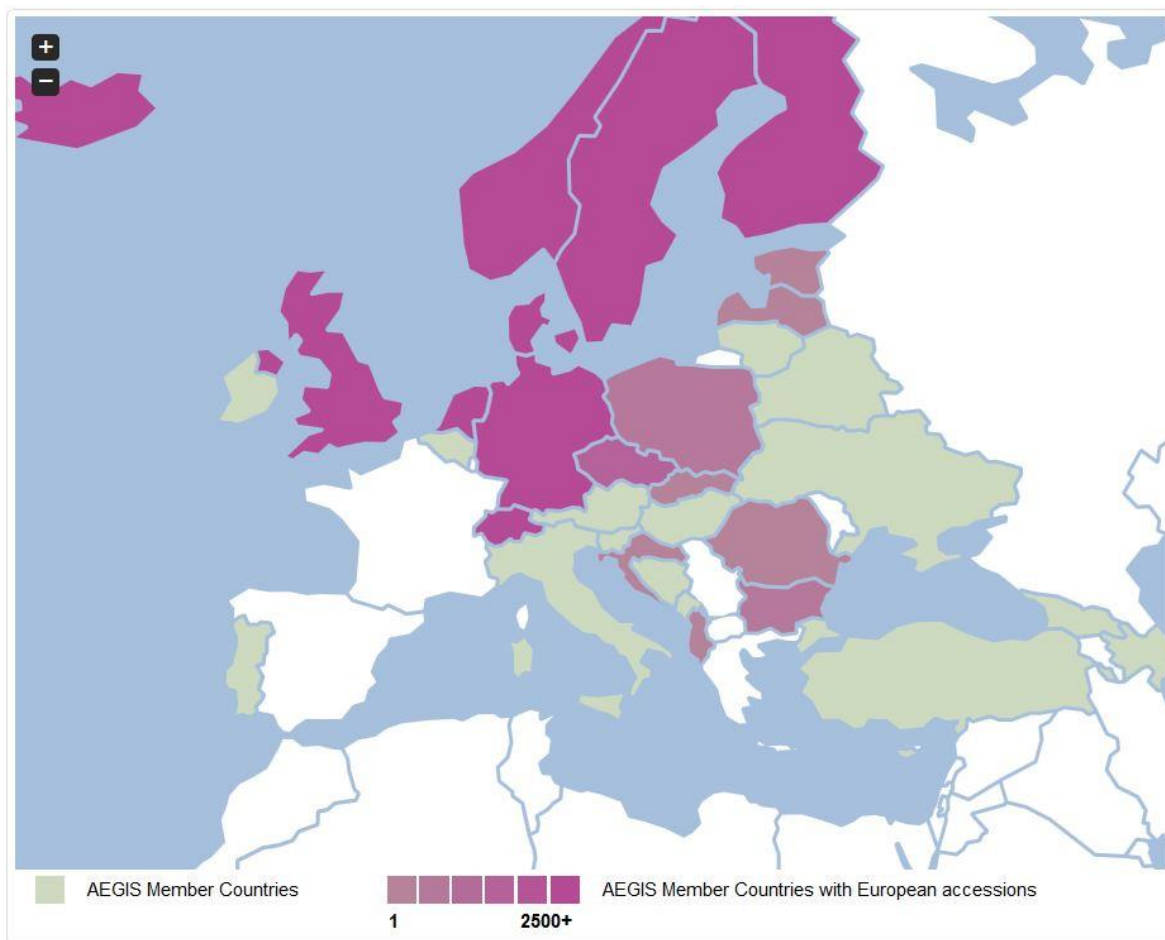 +
−
AEGIS Member Countries
AEGIS Member Countries with European accessions
1 2500+